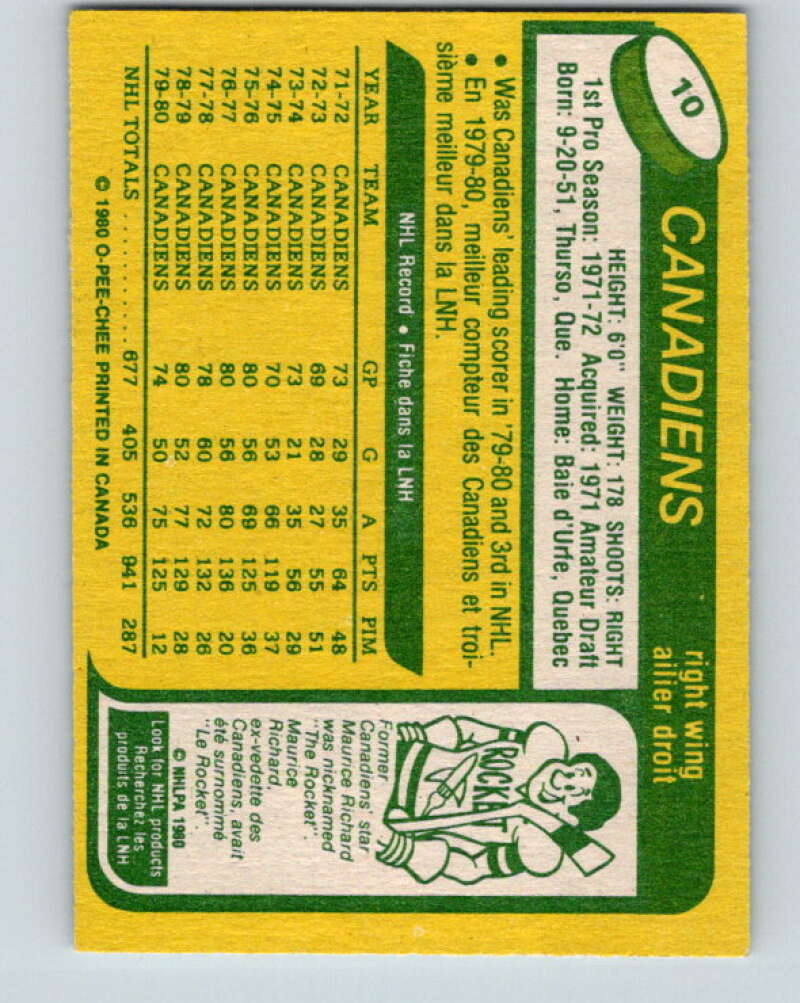 10
CANADIENS
right wing
ailier droit
HEIGHT: 6'0" WEIGHT: 178 SHOOTS: RIGHT
1st Pro Season: 1971-72 Acquired: 1971 Amateur Draft
Born: 9-20-51, Thurso, Que. Home: Baie d'Urfe, Quebec
• Was Canadiens' leading scorer in '79-80 and 3rd in NHL.
• En 1979-80, meilleur compteur des Canadiens et troi-
sième meilleur dans la LNH.
NHL Record • Fiche dans la LNH
YEAR TEAM GP G A PTS PIM
71-72 CANADIENS 73 29 35 64 48
72-73 CANADIENS 69 28 27 55 51
73-74 CANADIENS 73 21 35 56 29
74-75 CANADIENS 70 53 66 119 37
75-76 CANADIENS 80 56 69 125 36
76-77 CANADIENS 80 56 80 136 20
77-78 CANADIENS 78 60 72 132 26
78-79 CANADIENS 80 52 77 129 28
79-80 CANADIENS 74 50 75 125 12
NHL TOTALS .......... 677 405 536 941 287
© 1980 O-PEE-CHEE PRINTED IN CANADA
ROCKET
Former
Canadiens' star
Maurice Richard
was nicknamed
"The Rocket".
Maurice
Richard,
ex-vedette des
Canadiens, avait
été surnommé
"Le Rocket".
© NHLPA 1980
Look for NHL products
Recherchez les
produits de la LNH